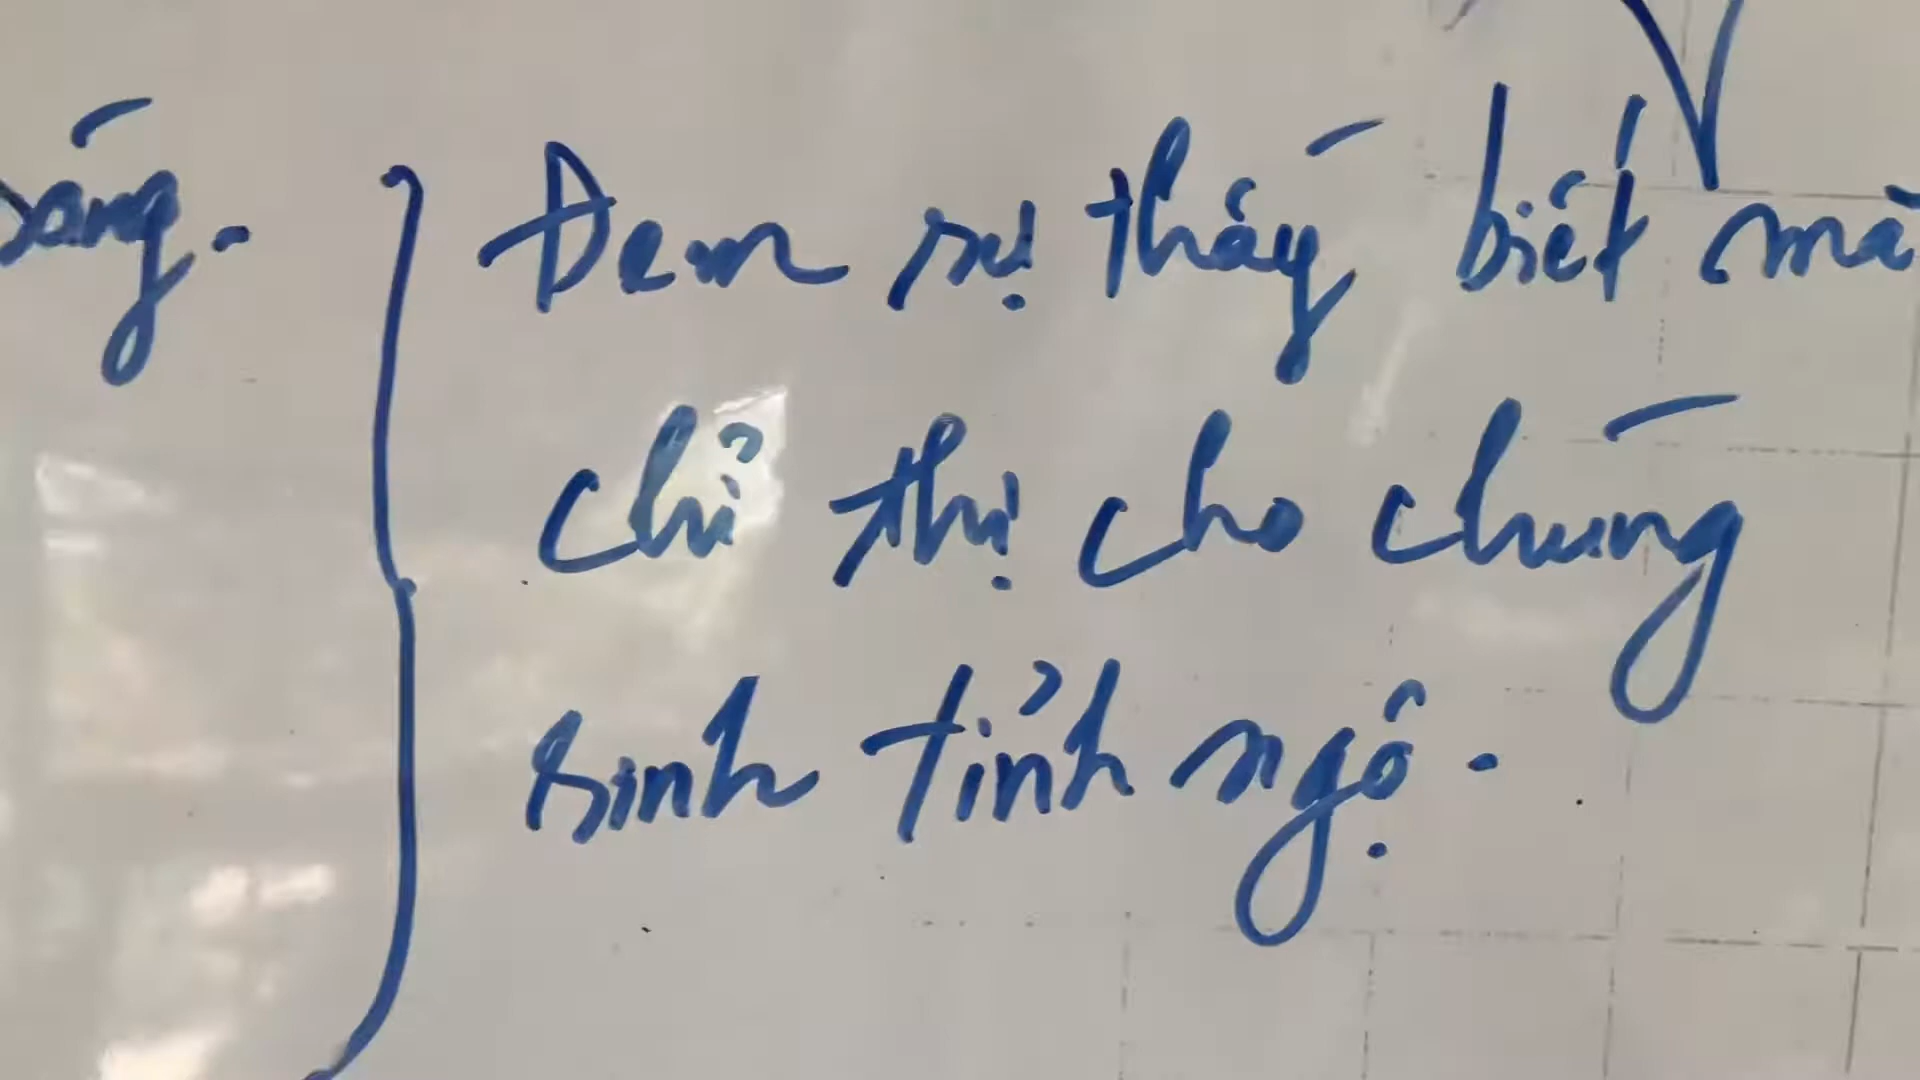 sáng.
Đem sự thấy biết mà
chỉ thị cho chúng
sinh tỉnh ngộ.